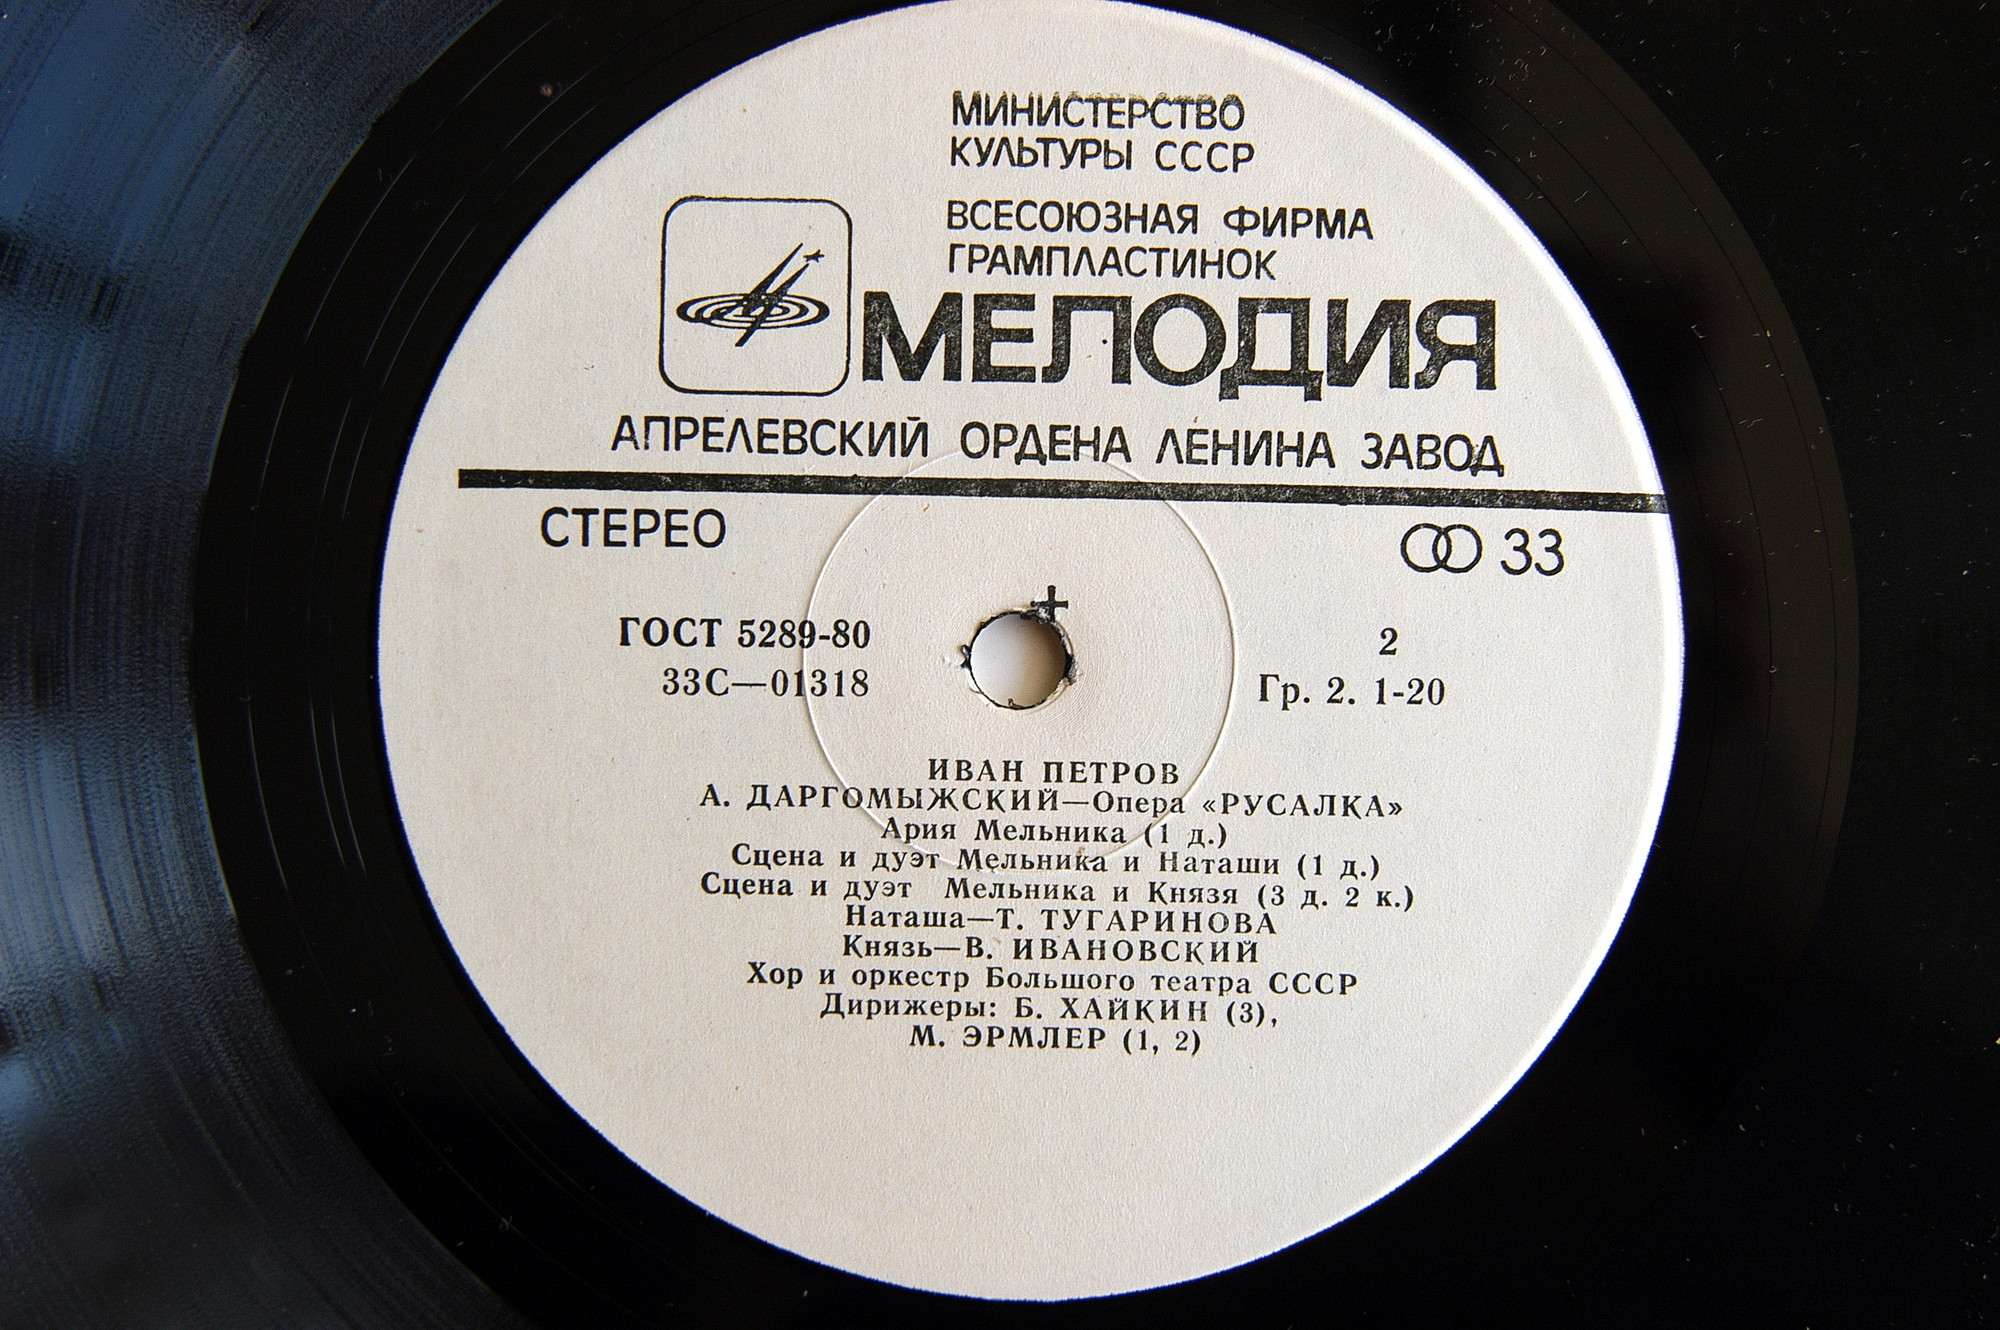 МИНИСТЕРСТВО
КУЛЬТУРЫ СССР
ВСЕСОЮЗНАЯ ФИРМА
ГРАМПЛАСТИНОК
МЕЛОДИЯ
АПРЕЛЕВСКИЙ ОРДЕНА ЛЕНИНА ЗАВОД
СТЕРЕО 33
ГОСТ 5289-80 2
33С—01318 Гр. 2. 1-20
ИВАН ПЕТРОВ
А. ДАРГОМЫЖСКИЙ—Опера «РУСАЛКА»
Ария Мельника (1 д.)
Сцена и дуэт Мельника и Наташи (1 д.)
Сцена и дуэт Мельника и Князя (3 д. 2 к.)
Наташа—Т. ТУГАРИНОВА
Князь—В. ИВАНОВСКИЙ
Хор и оркестр Большого театра СССР
Дирижеры: Б. ХАЙКИН (3),
М. ЭРМЛЕР (1, 2)